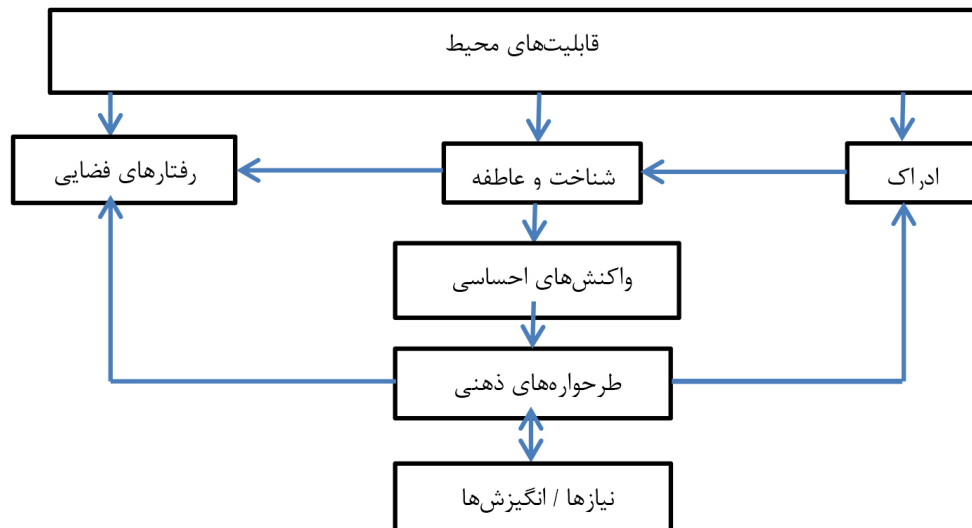 قابلیت‌های محیط
ادراک
شناخت و عاطفه
رفتارهای فضایی
واکنش‌های احساسی
طرحواره‌های ذهنی
نیازها / انگیزش‌ها